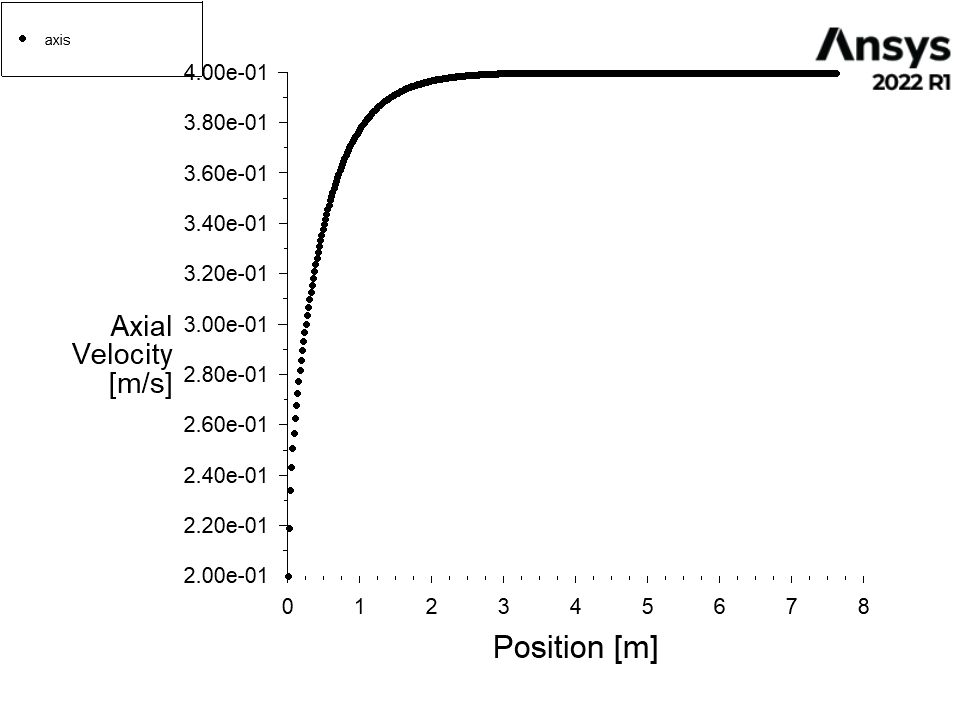 axis
Ansys
2022 R1
4.00e-01
3.80e-01
3.60e-01
3.40e-01
3.20e-01
3.00e-01
2.80e-01
2.60e-01
2.40e-01
2.20e-01
2.00e-01
Axial
Velocity
[m/s]
0 1 2 3 4 5 6 7 8
Position [m]